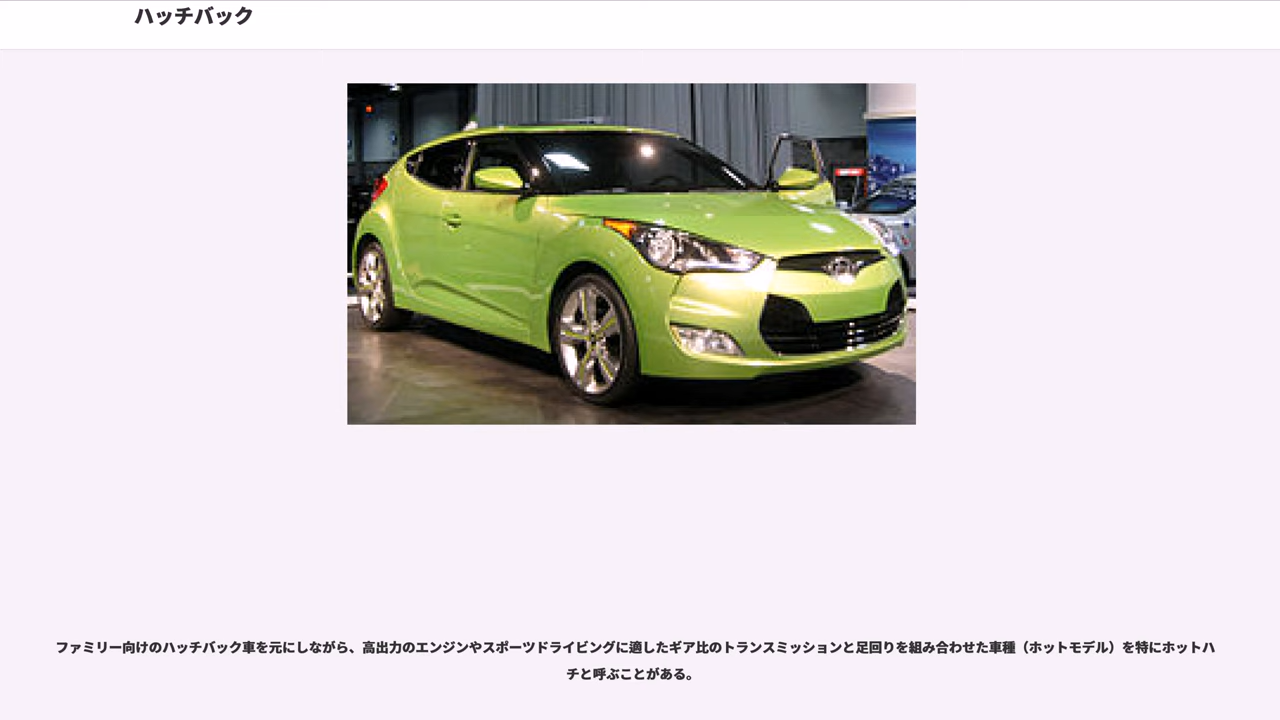 ハッチバック
ファミリー向けのハッチバック車を元にしながら、高出力のエンジンやスポーツドライビングに適したギア比のトランスミッションと足回りを組み合わせた車種（ホットモデル）を特にホットハ
チと呼ぶことがある。